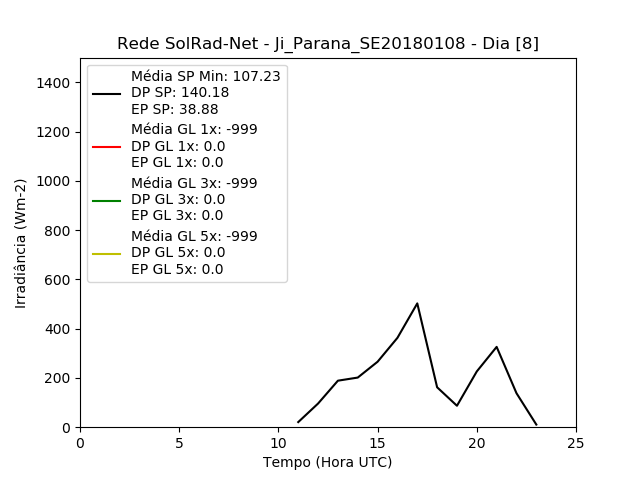 Rede SolRad-Net - Ji_Parana_SE20180108 - Dia [8]
Média SP Min: 107.23
DP SP: 140.18
EP SP: 38.88
Média GL 1x: -999
DP GL 1x: 0.0
EP GL 1x: 0.0
Média GL 3x: -999
DP GL 3x: 0.0
EP GL 3x: 0.0
Média GL 5x: -999
DP GL 5x: 0.0
EP GL 5x: 0.0
Irradiância (Wm-2)
1400
1200
1000
800
600
400
200
0
0 5 10 15 20 25
Tempo (Hora UTC)